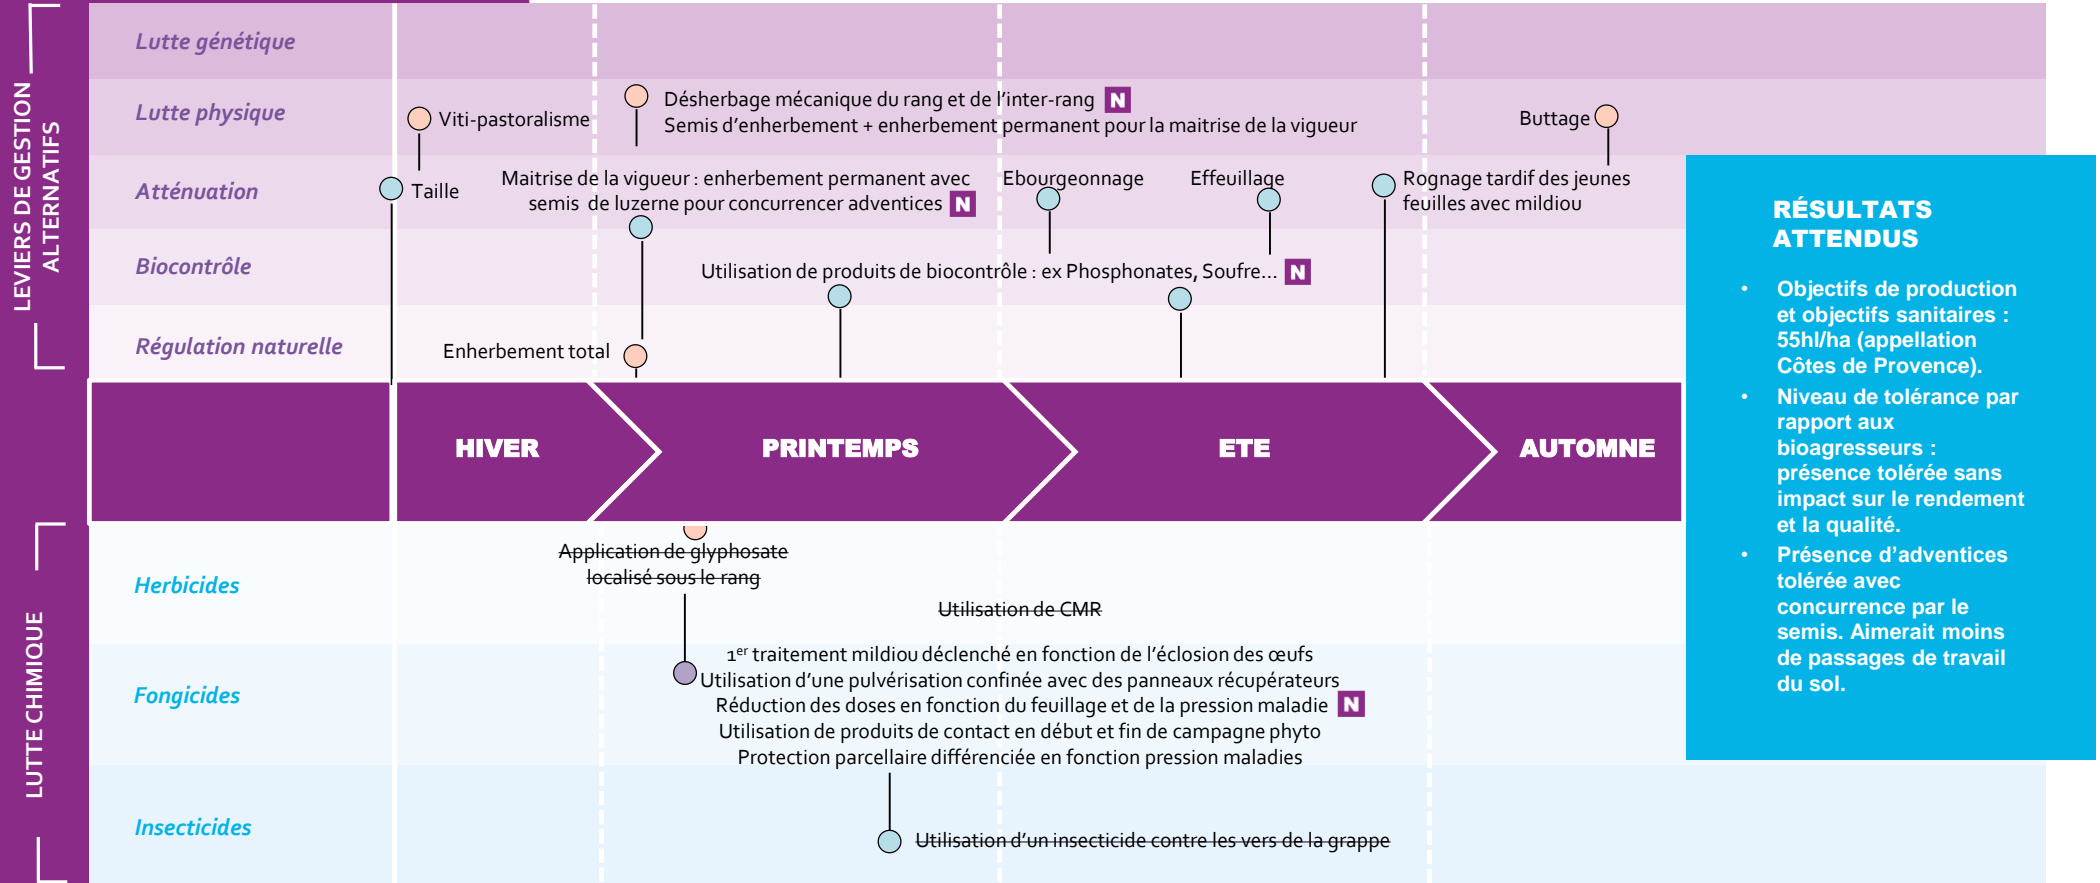 LEVIERS DE GESTION
ALTERNATIFS
Lutte génétique
Lutte physique
Viti-pastoralisme
Désherbage mécanique du rang et de l'inter-rang N
Semis d'enherbement + enherbement permanent pour la maitrise de la vigueur
Buttage
Atténuation
Taille
Maitrise de la vigueur : enherbement permanent avec
semis de luzerne pour concurrencer adventices N
Ebourgeonnage
Effeuillage
Rognage tardif des jeunes
feuilles avec mildiou
Biocontrôle
Utilisation de produits de biocontrôle : ex Phosphonates, Soufre... N
Régulation naturelle
Enherbement total
HIVER
PRINTEMPS
ETE
AUTOMNE
LUTTE CHIMIQUE
Herbicides
Application de glyphosate
localisé sous le rang
Utilisation de CMR
Fongicides
1er traitement mildiou déclenché en fonction de l'éclosion des œufs
Utilisation d'une pulvérisation confinée avec des panneaux récupérateurs
Réduction des doses en fonction du feuillage et de la pression maladie N
Utilisation de produits de contact en début et fin de campagne phyto
Protection parcellaire différenciée en fonction pression maladies
Insecticides
Utilisation d'un insecticide contre les vers de la grappe
RÉSULTATS
ATTENDUS
• Objectifs de production
et objectifs sanitaires :
55hl/ha (appellation
Côtes de Provence).
• Niveau de tolérance par
rapport aux
bioagresseurs :
présence tolérée sans
impact sur le rendement
et la qualité.
• Présence d'adventices
tolérée avec
concurrence par le
semis. Aimerait moins
de passages de travail
du sol.